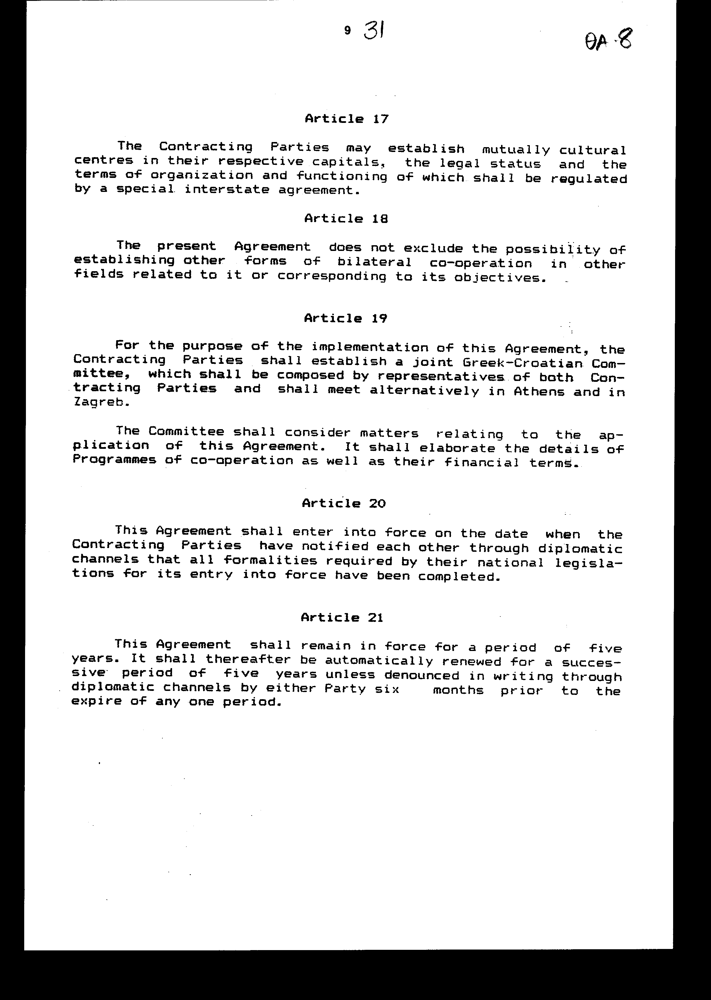 9 31
ΘΑ-8
Article 17
The Contracting Parties may establish mutually cultural
centres in their respective capitals, the legal status and the
terms of organization and functioning of which shall be regulated
by a special interstate agreement.
Article 18
The present Agreement does not exclude the possibility of
establishing other forms of bilateral co-operation in other
fields related to it or corresponding to its objectives.
Article 19
For the purpose of the implementation of this Agreement, the
Contracting Parties shall establish a joint Greek-Croatian Com-
mittee, which shall be composed by representatives of both Con-
tracting Parties and shall meet alternatively in Athens and in
Zagreb.
The Committee shall consider matters relating to the ap-
plication of this Agreement. It shall elaborate the details of
Programmes of co-operation as well as their financial terms.
Article 20
This Agreement shall enter into force on the date when the
Contracting Parties have notified each other through diplomatic
channels that all formalities required by their national legisla-
tions for its entry into force have been completed.
Article 21
This Agreement shall remain in force for a period of five
years. It shall thereafter be automatically renewed for a succes-
sive period of five years unless denounced in writing through
diplomatic channels by either Party six months prior to the
expire of any one period.